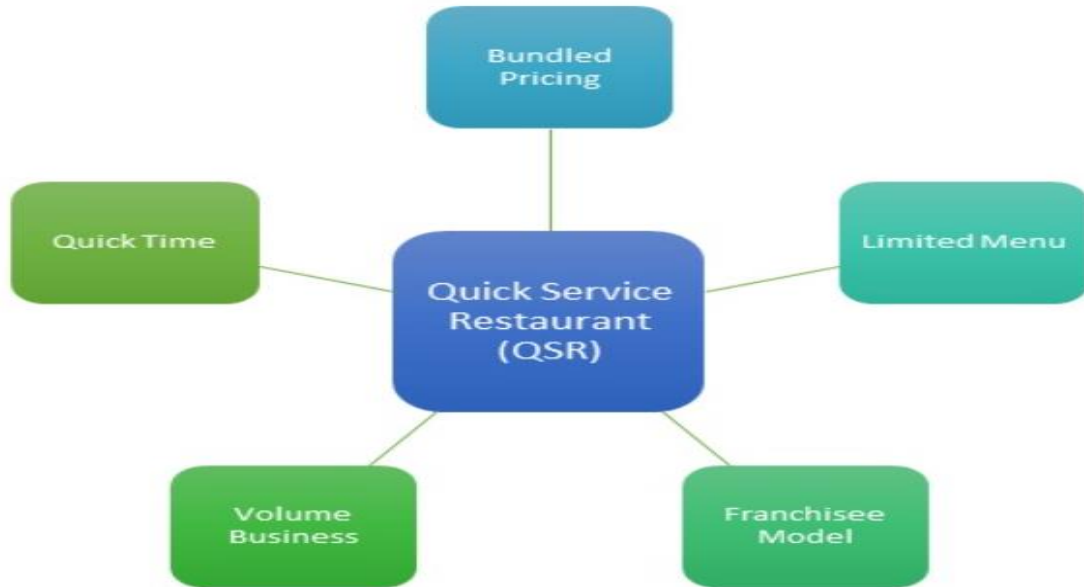 Bundled
Pricing
Quick Time
Limited Menu
Quick Service
Restaurant
(QSR)
Volume
Business
Franchisee
Model